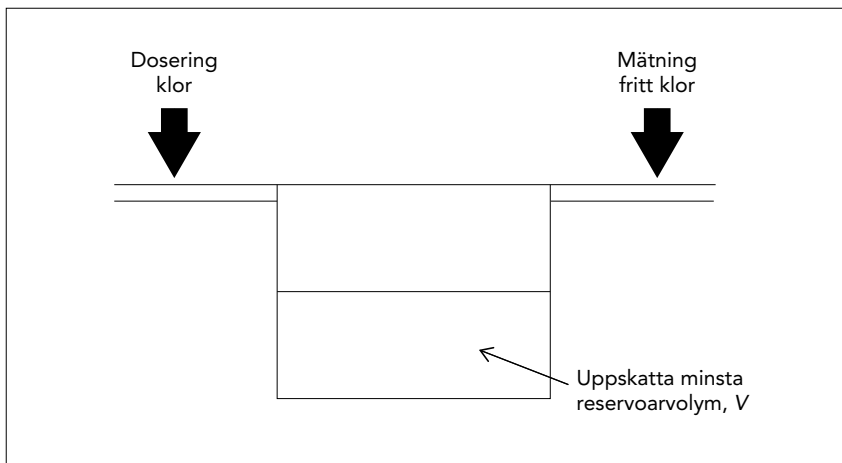 Dosering
klor
Mätning
fritt klor
Uppskatta minsta
reservoarvolym, V